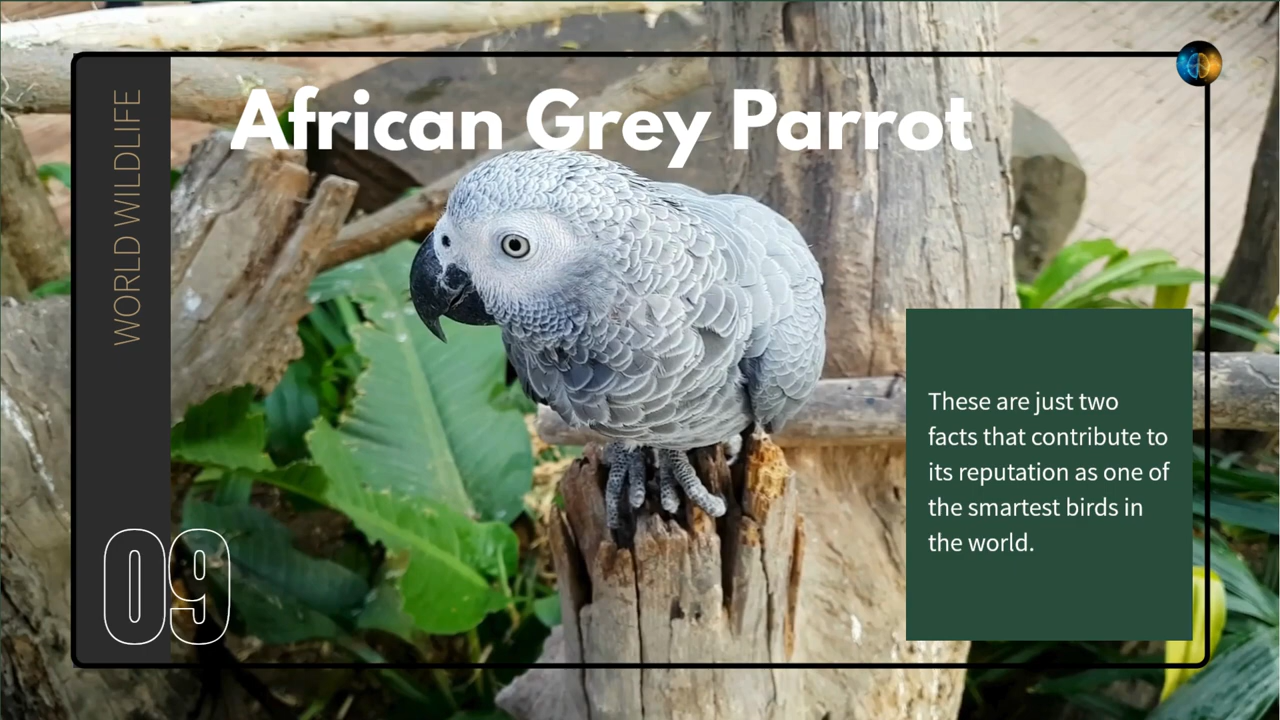 WORLD WILDLIFE
African Grey Parrot
These are just two
facts that contribute to
its reputation as one of
the smartest birds in
the world.
09